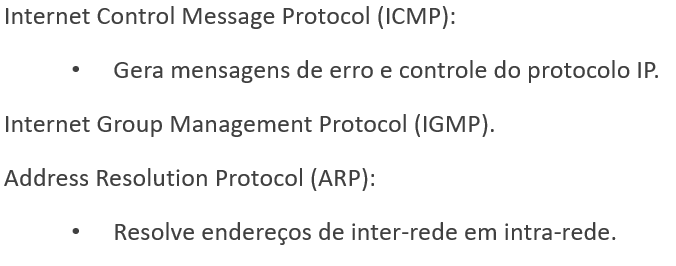 Internet Control Message Protocol (ICMP):
• Gera mensagens de erro e controle do protocolo IP.
Internet Group Management Protocol (IGMP).
Address Resolution Protocol (ARP):
• Resolve endereços de inter-rede em intra-rede.